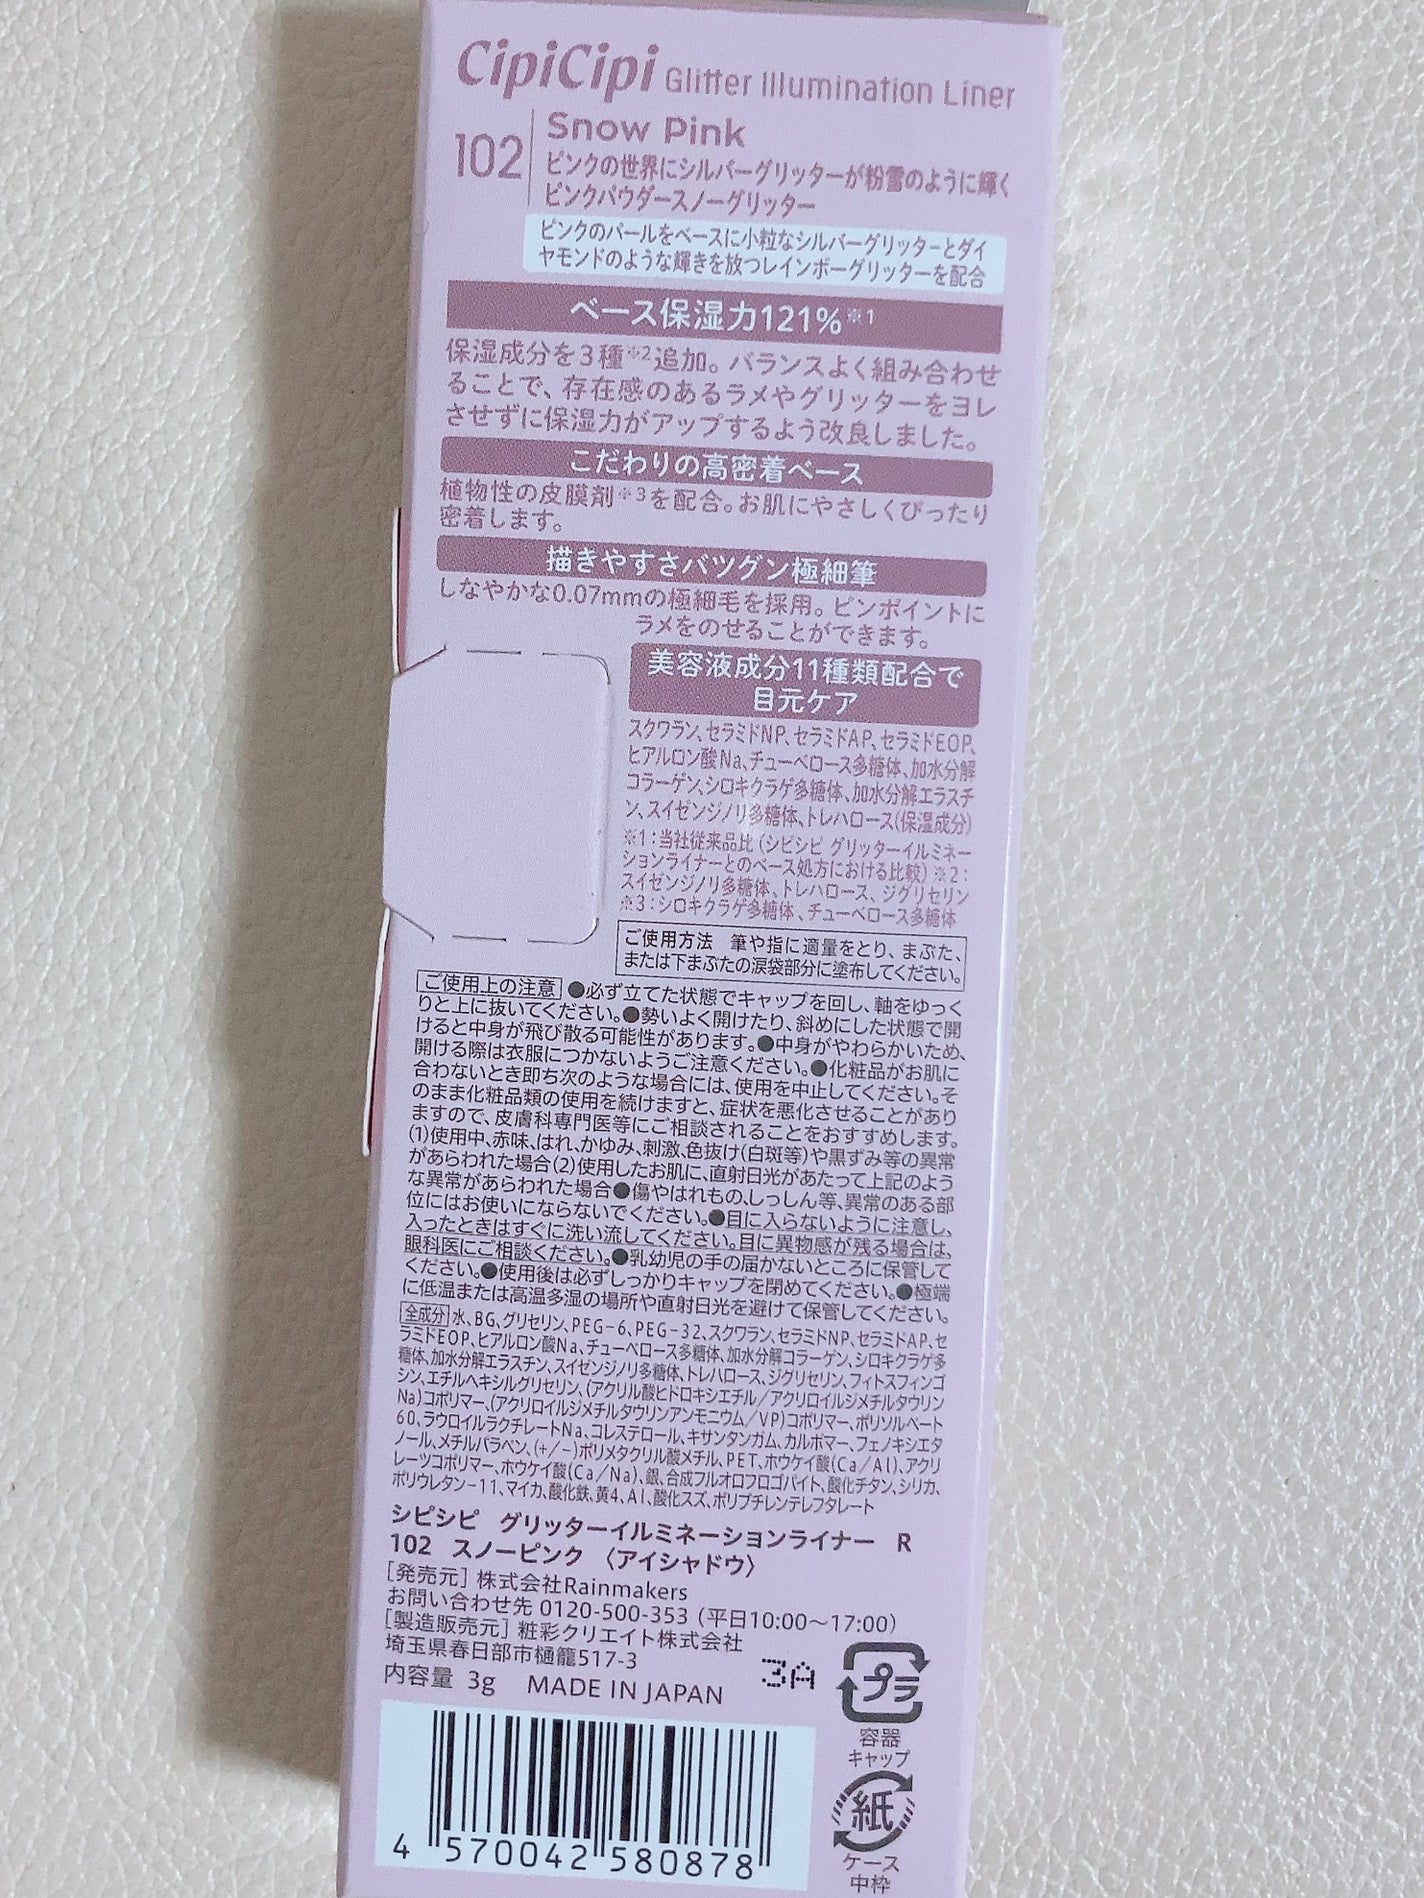 CipiCipi Glitter Illumination Liner
102
Snow Pink
ピンクの世界にシルバーグリッターが粉雪のように輝く
ピンクパウダースノーグリッター
ピンクのパールをベースに小粒なシルバーグリッターとダイ
ヤモンドのような輝きを放つレインボーグリッターを配合
ベース保湿力121%※1
保湿成分を3種※2追加。バランスよく組み合わせ
ることで、存在感のあるラメやグリッターをヨレ
させずに保湿力がアップするよう改良しました。
こだわりの高密着ベース
植物性の皮膜剤※3を配合。お肌にやさしくぴったり
密着します。
描きやすさバツグン極細筆
しなやかな0.07mmの極細毛を採用。ピンポイントに
ラメをのせることができます。
美容液成分11種類配合で
目元ケア
スクワラン、セラミドNP、セラミドAP、セラミドEOP、
ヒアルロン酸Na、チューベロース多糖体、加水分解
コラーゲン、シロキクラゲ多糖体、加水分解エラスチ
ン、スイゼンジノリ多糖体、トレハロース(保湿成分)
※1：当社従来品比（シピシピ グリッターイルミネー
ションライナーとのベース処方における比較）※2：
スイゼンジノリ多糖体、トレハロース、ジグリセリン
※3：シロキクラゲ多糖体、チューベロース多糖体
ご使用方法 筆や指に適量をとり、まぶた、
または下まぶたの涙袋部分に塗布してください。
ご使用上の注意 ●必ず立てた状態でキャップを回し、軸をゆっく
りと上に抜いてください。●勢いよく開けたり、斜めにした状態で開
けると中身が飛び散る可能性があります。●中身がやわらかいため、
開ける際は衣服につかないようご注意ください。●化粧品がお肌に
合わないとき即ち次のような場合には、使用を中止してください。そ
のまま化粧品類の使用を続けますと、症状を悪化させることがあり
ますので、皮膚科専門医等にご相談されることをおすすめします。
(1)使用中、赤味、はれ、かゆみ、刺激、色抜け(白斑等)や黒ずみ等の異常
があらわれた場合(2)使用したお肌に、直射日光があたって上記のよう
な異常があらわれた場合●傷やはれもの、しっしん等、異常のある部
位にはお使いにならないでください。●目に入らないように注意し、
入ったときはすぐに洗い流してください。目に異物感が残る場合は、
眼科医にご相談ください。●乳幼児の手の届かないところに保管して
ください。●使用後は必ずしっかりキャップを閉めてください。●極端
に低温または高温多湿の場所や直射日光を避けて保管してください。
全成分 水、BG、グリセリン、PEG-6、PEG-32、スクワラン、セラミドNP、セラミドAP、セ
ラミドEOP、ヒアルロン酸Na、チューベロース多糖体、加水分解コラーゲン、シロキクラゲ多
糖体、加水分解エラスチン、スイゼンジノリ多糖体、トレハロース、ジグリセリン、フィトスフィンゴ
シン、エチルヘキシルグリセリン、(アクリル酸ヒドロキシエチル/アクリロイルジメチルタウリン
Na)コポリマー、(アクリロイルジメチルタウリンアンモニウム/VP)コポリマー、ポリソルベート
60、ラウロイルラクチレートNa、コレステロール、キサンタンガム、カルボマー、フェノキシエタ
ノール、メチルパラベン、(+/-)ポリメタクリル酸メチル、PET、ホウケイ酸(Ca/Al)、アクリ
レーツコポリマー、ホウケイ酸(Ca/Na)、銀、合成フルオロフロゴパイト、酸化チタン、シリカ、
ポリウレタン-11、マイカ、酸化鉄、黄4、Al、酸化スズ、ポリブチレンテレフタレート
シピシピ グリッターイルミネーションライナー R
102 スノーピンク 〈アイシャドウ〉
[発売元] 株式会社Rainmakers
お問い合わせ先 0120-500-353 (平日10:00〜17:00)
[製造販売元] 粧彩クリエイト株式会社
埼玉県春日部市樋籠517-3
内容量 3g MADE IN JAPAN
3A
プラ
容器
キャップ
紙
ケース
中枠
4 570042 580878